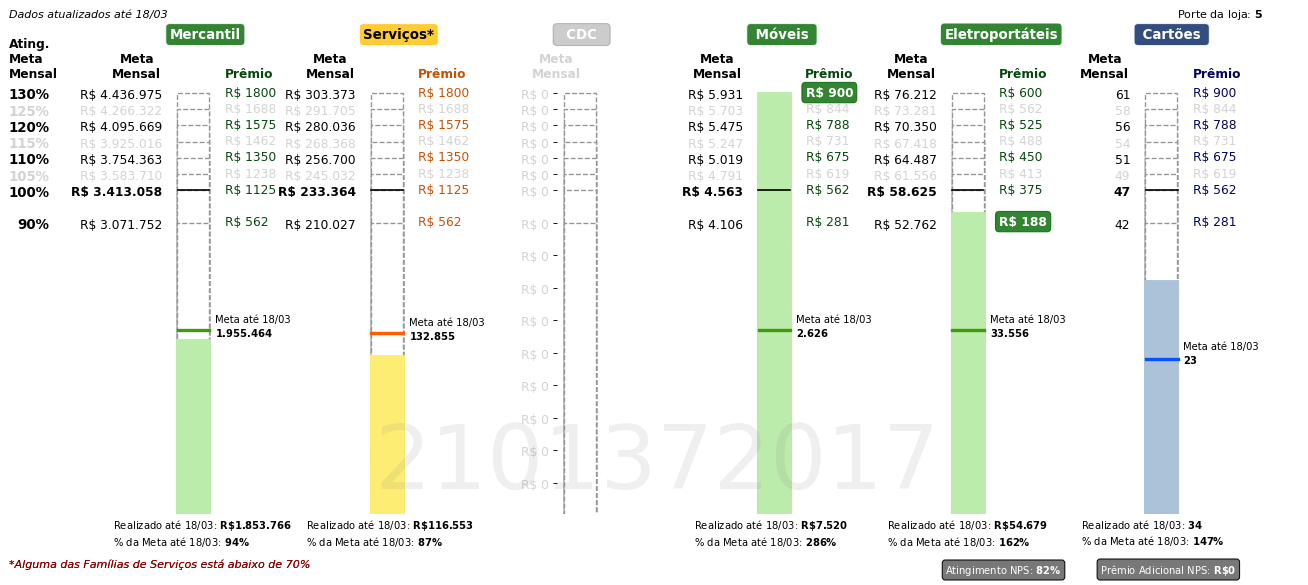 Dados atualizados até 18/03
Porte da loja: 5
Mercantil Serviços* CDC Móveis Eletroportáteis Cartões
Ating. Meta Mensal
Meta Mensal Prêmio Meta Mensal Prêmio Meta Mensal Meta Mensal Prêmio Meta Mensal Prêmio Meta Mensal Prêmio
130% R$ 4.436.975 R$ 1800 R$ 303.373 R$ 1800 R$ 0 R$ 5.931 R$ 900 R$ 76.212 R$ 600 61 R$ 900
125% R$ 4.266.322 R$ 1688 R$ 291.705 R$ 1688 R$ 0 R$ 5.703 R$ 844 R$ 73.281 R$ 562 58 R$ 844
120% R$ 4.095.669 R$ 1575 R$ 280.036 R$ 1575 R$ 0 R$ 5.475 R$ 788 R$ 70.350 R$ 525 56 R$ 788
115% R$ 3.925.016 R$ 1462 R$ 268.368 R$ 1462 R$ 0 R$ 5.247 R$ 731 R$ 67.418 R$ 488 54 R$ 731
110% R$ 3.754.363 R$ 1350 R$ 256.700 R$ 1350 R$ 0 R$ 5.019 R$ 675 R$ 64.487 R$ 450 51 R$ 675
105% R$ 3.583.710 R$ 1238 R$ 245.032 R$ 1238 R$ 0 R$ 4.791 R$ 619 R$ 61.556 R$ 413 49 R$ 619
100% R$ 3.413.058 R$ 1125 R$ 233.364 R$ 1125 R$ 0 R$ 4.563 R$ 562 R$ 58.625 R$ 375 47 R$ 562
90% R$ 3.071.752 R$ 562 R$ 210.027 R$ 562 R$ 0 R$ 4.106 R$ 281 R$ 52.762 R$ 188 42 R$ 281
R$ 0
R$ 0
R$ 0
R$ 0
R$ 0
R$ 0
R$ 0
R$ 0
Meta até 18/03 1.955.464
Meta até 18/03 132.855
Meta até 18/03 2.626
Meta até 18/03 33.556
Meta até 18/03 23
2101372017
Realizado até 18/03: R$1.853.766 Realizado até 18/03: R$116.553 Realizado até 18/03: R$7.520 Realizado até 18/03: R$54.679 Realizado até 18/03: 34
% da Meta até 18/03: 94% % da Meta até 18/03: 87% % da Meta até 18/03: 286% % da Meta até 18/03: 162% % da Meta até 18/03: 147%
*Alguma das Famílias de Serviços está abaixo de 70%
Atingimento NPS: 82% Prêmio Adicional NPS: R$0